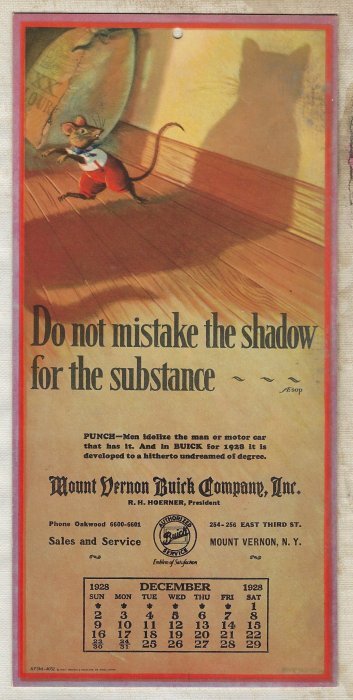 XX
OUR
Do not mistake the shadow
for the substance ~ ~ ~
Æsop
PUNCH—Men idolize the man or motor car
that has it. And in BUICK for 1928 it is
developed to a hitherto undreamed of degree.
Mount Vernon Buick Company, Inc.
R. H. HOERNER, President
Phone Oakwood 6600-6601
254-256 EAST THIRD ST.
AUTHORIZED
Buick
SERVICE
Sales and Service
MOUNT VERNON, N. Y.
Emblem of Satisfaction
1928 DECEMBER 1928
SUN MON TUE WED THU FRI SAT
* * * * * * 1
2 3 4 5 6 7 8
9 10 11 12 13 14 15
16 17 18 19 20 21 22
23/30 24/31 25 26 27 28 29